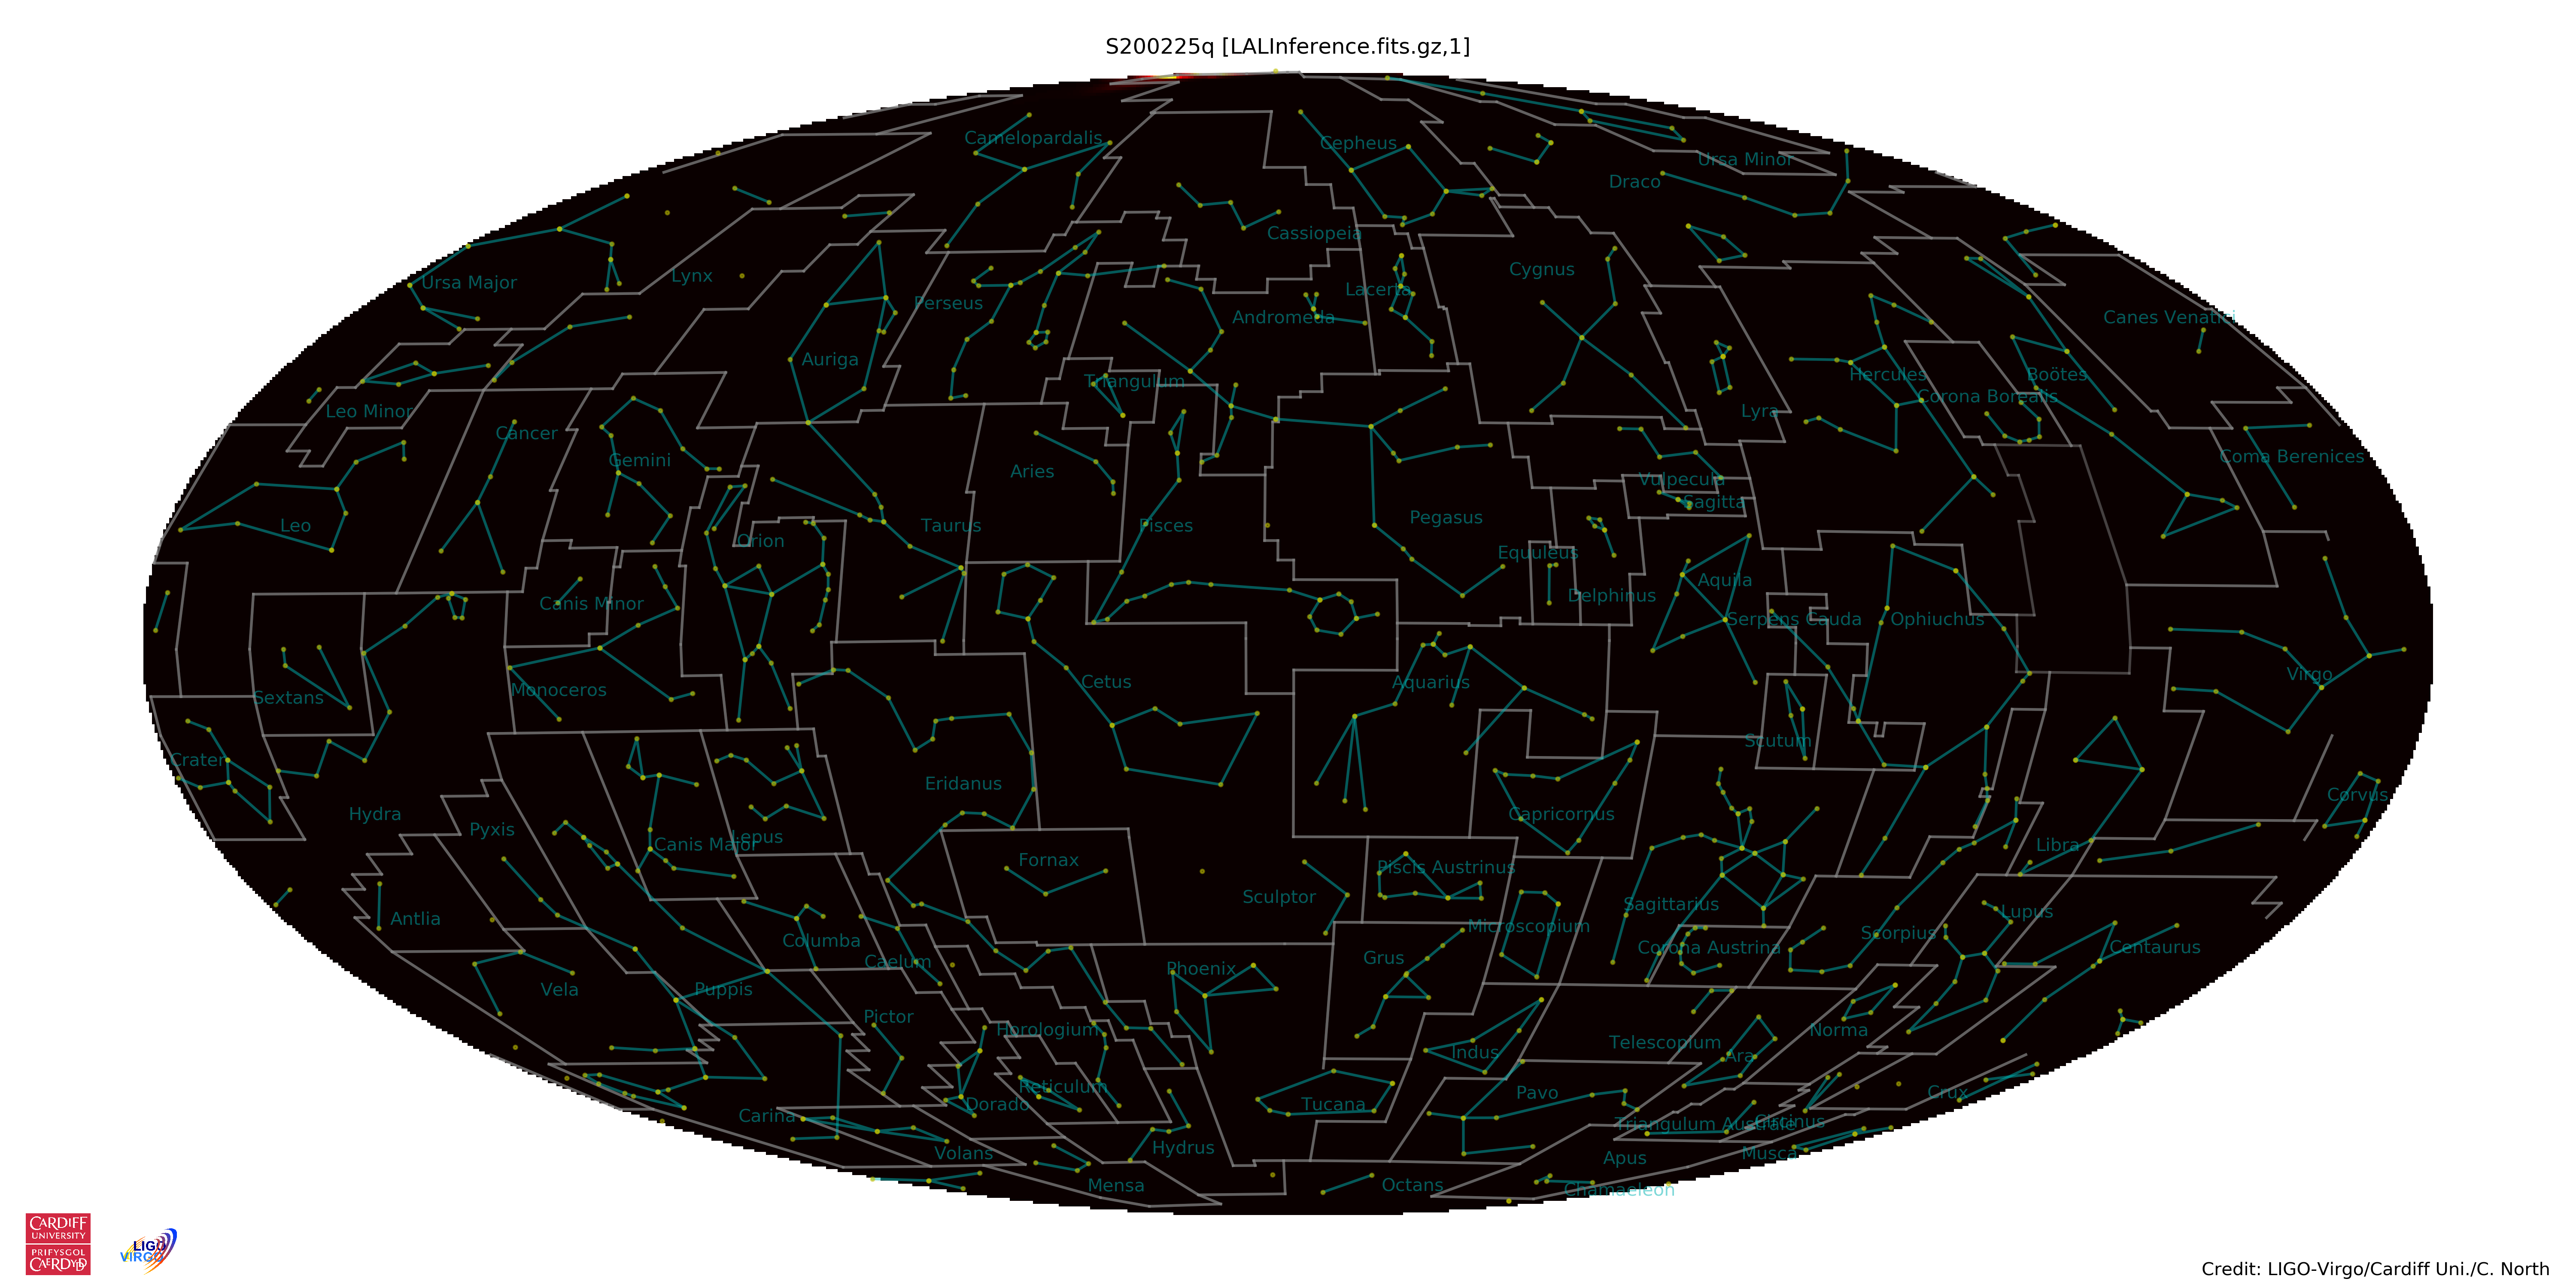 S200225q [LALInference.fits.gz,1]
Camelopardalis
Cepheus
Ursa Minor
Draco
Cassiopeia
Cygnus
Ursa Major
Lynx
Lacerta
Perseus
Andromeda
Canes Venatici
Auriga
Hercules
Boötes
Triangulum
Corona Borealis
Leo Minor
Lyra
Cancer
Coma Berenices
Gemini
Aries
Vulpecula
Sagitta
Pegasus
Leo
Taurus
Pisces
Orion
Equuleus
Aquila
Delphinus
Canis Minor
Serpens Cauda
Ophiuchus
Virgo
Cetus
Aquarius
Monoceros
Sextans
Scutum
Crater
Eridanus
Corvus
Hydra
Capricornus
Pyxis
Lepus
Canis Major
Libra
Fornax
Piscis Austrinus
Sculptor
Sagittarius
Lupus
Antlia
Microscopium
Scorpius
Columba
Corona Austrina
Centaurus
Grus
Caelum
Phoenix
Vela
Puppis
Pictor
Horologium
Norma
Telescopium
Indus
Ara
Reticulum
Pavo
Crux
Dorado
Tucana
Carina
Triangulum Australe
Circinus
Hydrus
Volans
Musca
Apus
Mensa
Octans
Chamaeleon
CARDIFF
UNIVERSITY
PRIFYSGOL
CAERDYDD
LIGO
VIRGO
Credit: LIGO-Virgo/Cardiff Uni./C. North